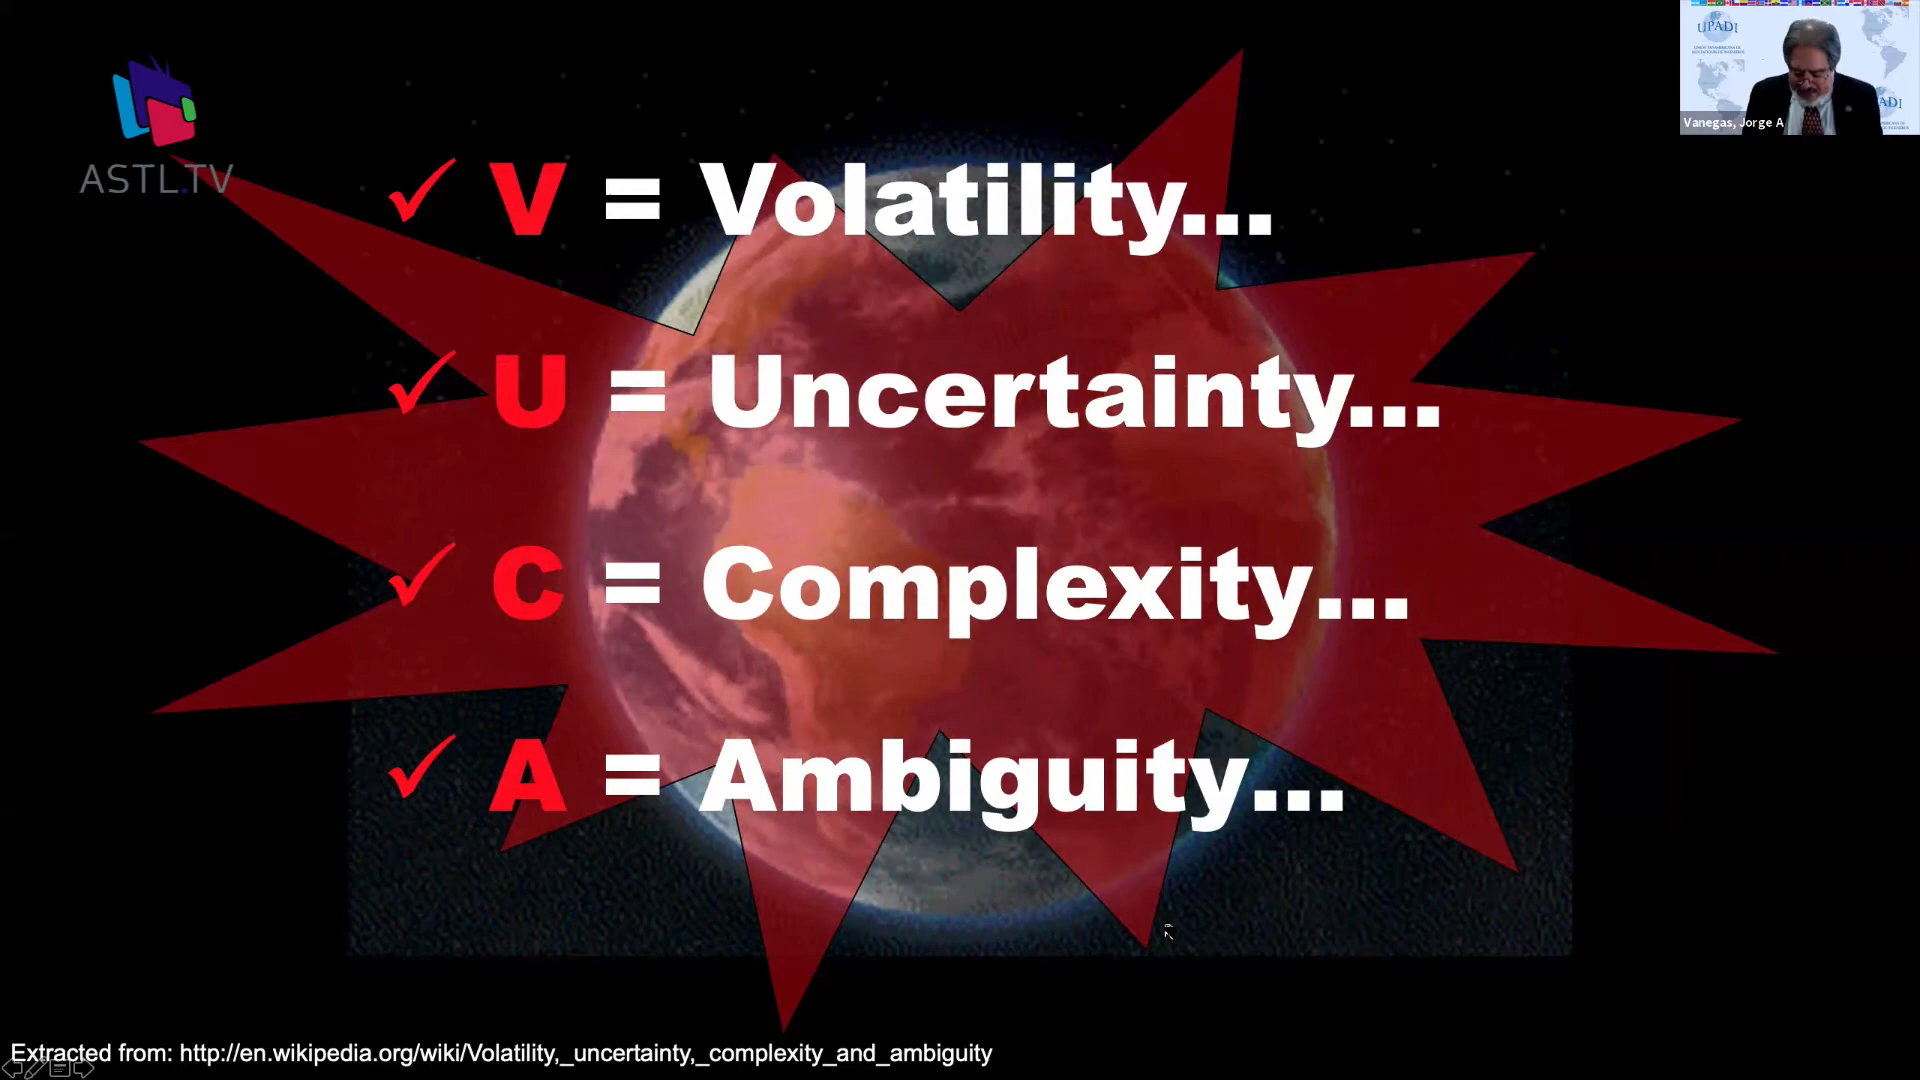 ASTL.TV
UPADI
ADI
Vanegas, Jorge A
✓ V = Volatility...
✓ U = Uncertainty...
✓ C = Complexity...
✓ A = Ambiguity...
Extracted from: http://en.wikipedia.org/wiki/Volatility,_uncertainty,_complexity_and_ambiguity